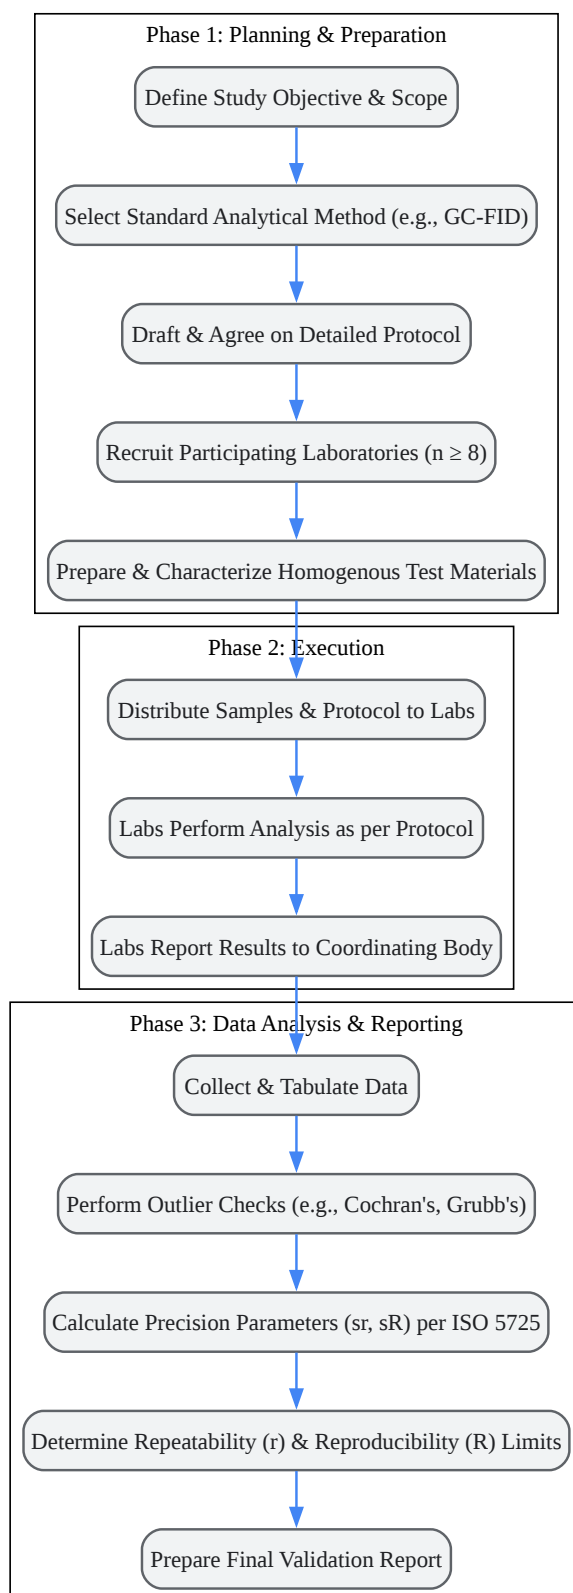 Phase 1: Planning & Preparation
Define Study Objective & Scope
Select Standard Analytical Method (e.g., GC-FID)
Draft & Agree on Detailed Protocol
Recruit Participating Laboratories (n ≥ 8)
Prepare & Characterize Homogenous Test Materials
Phase 2: Execution
Distribute Samples & Protocol to Labs
Labs Perform Analysis as per Protocol
Labs Report Results to Coordinating Body
Phase 3: Data Analysis & Reporting
Collect & Tabulate Data
Perform Outlier Checks (e.g., Cochran's, Grubb's)
Calculate Precision Parameters (sr, sR) per ISO 5725
Determine Repeatability (r) & Reproducibility (R) Limits
Prepare Final Validation Report